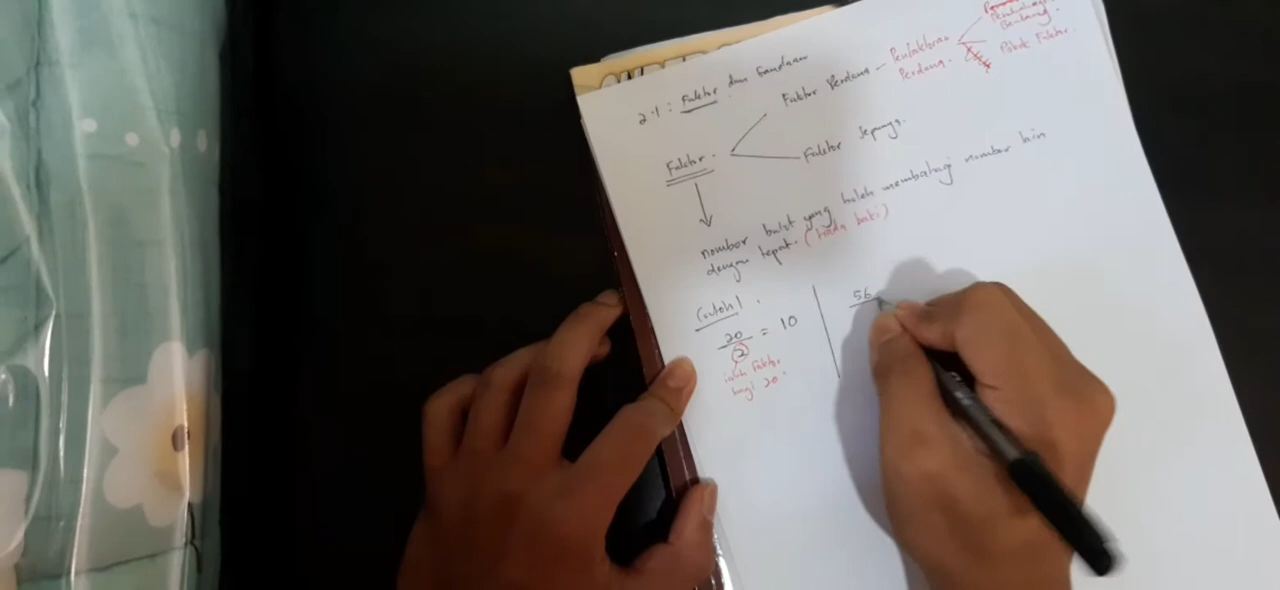 2.1 : Faktor dan Gandaan
Faktor.
Faktor Perdana - Pemfaktoran
Perdana.
Pokok Faktor.
Faktor Sepunya.
nombor bulat yang boleh membahagi nombor lain
dengan tepat. (tiada baki)
Contoh 1.
20
2
= 10
ialah Faktor
bagi 20.
56